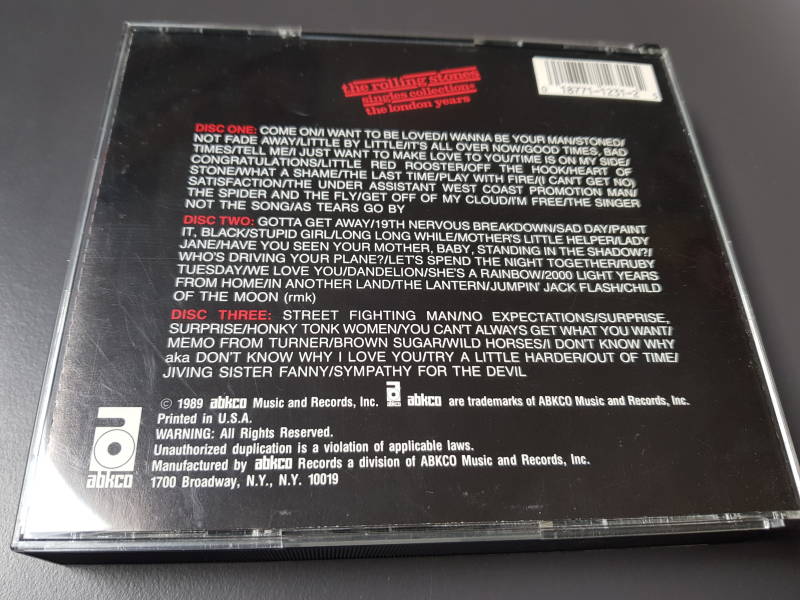 the rolling stones
singles collection*
the london years
0 18771-1231-2 5
DISC ONE: COME ON/I WANT TO BE LOVED/I WANNA BE YOUR MAN/STONED/
NOT FADE AWAY/LITTLE BY LITTLE/IT'S ALL OVER NOW/GOOD TIMES, BAD
TIMES/TELL ME/I JUST WANT TO MAKE LOVE TO YOU/TIME IS ON MY SIDE/
CONGRATULATIONS/LITTLE RED ROOSTER/OFF THE HOOK/HEART OF
STONE/WHAT A SHAME/THE LAST TIME/PLAY WITH FIRE/(I CAN'T GET NO)
SATISFACTION/THE UNDER ASSISTANT WEST COAST PROMOTION MAN/
THE SPIDER AND THE FLY/GET OFF OF MY CLOUD/I'M FREE/THE SINGER
NOT THE SONG/AS TEARS GO BY
DISC TWO: GOTTA GET AWAY/19TH NERVOUS BREAKDOWN/SAD DAY/PAINT
IT, BLACK/STUPID GIRL/LONG LONG WHILE/MOTHER'S LITTLE HELPER/LADY
JANE/HAVE YOU SEEN YOUR MOTHER, BABY, STANDING IN THE SHADOW?/
WHO'S DRIVING YOUR PLANE?/LET'S SPEND THE NIGHT TOGETHER/RUBY
TUESDAY/WE LOVE YOU/DANDELION/SHE'S A RAINBOW/2000 LIGHT YEARS
FROM HOME/IN ANOTHER LAND/THE LANTERN/JUMPIN' JACK FLASH/CHILD
OF THE MOON (rmk)
DISC THREE: STREET FIGHTING MAN/NO EXPECTATIONS/SURPRISE,
SURPRISE/HONKY TONK WOMEN/YOU CAN'T ALWAYS GET WHAT YOU WANT/
MEMO FROM TURNER/BROWN SUGAR/WILD HORSES/I DON'T KNOW WHY
aka DON'T KNOW WHY I LOVE YOU/TRY A LITTLE HARDER/OUT OF TIME/
JIVING SISTER FANNY/SYMPATHY FOR THE DEVIL
© 1989 abkco Music and Records, Inc. abkco abkco are trademarks of ABKCO Music and Records, Inc.
Printed in U.S.A.
WARNING: All Rights Reserved.
Unauthorized duplication is a violation of applicable laws.
Manufactured by abkco Records a division of ABKCO Music and Records, Inc.
1700 Broadway, N.Y., N.Y. 10019
abkco